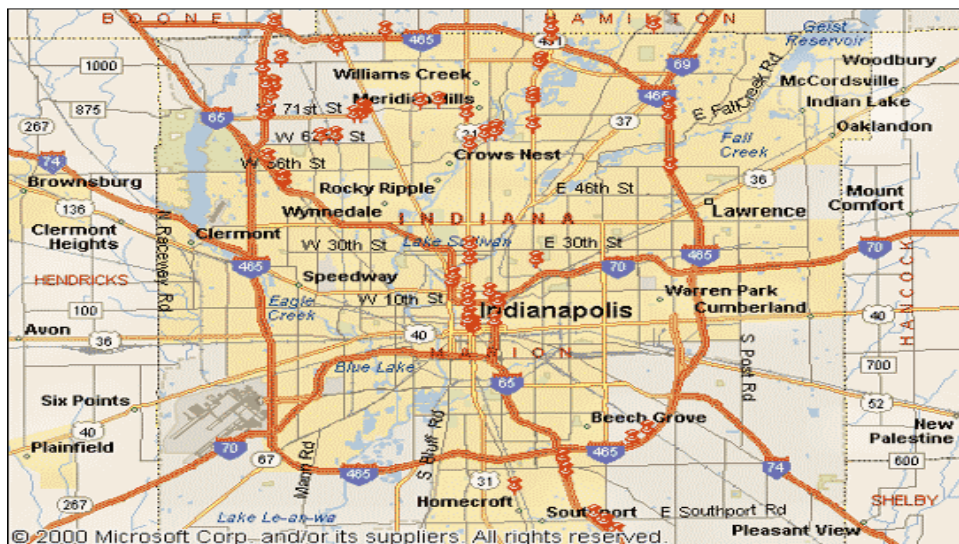 BOONE
HAMILTON
Geist
Reservoir
465
431
69
Woodbury
1000
Williams Creek
McCordsville
875
71st St
Meridian Hills
465
E Fall Creek Rd
Indian Lake
267
65
37
Oaklandon
Fall
Creek
74
W 56th St
Crows Nest
Brownsburg
Rocky Ripple
E 46th St
36
136
Wynnedale
Lawrence
Mount
Comfort
N Raceway Rd
INDIANA
Clermont
Heights
Clermont
W 30th St
Lake Sullivan
E 30th St
465
70
465
70
HENDRICKS
Speedway
Eagle
Creek
W 10th St
Warren Park
HANCOCK
100
Indianapolis
Cumberland
40
Avon
36
40
MARION
S Post Rd
Blue Lake
700
65
Six Points
Beech Grove
52
40
Plainfield
70
67
Mann Rd
S Bluff Rd
465
New
Palestine
600
465
74
267
31
Homecroft
SHELBY
Lake Le-an-wa
Southport
E Southport Rd
Pleasant View
© 2000 Microsoft Corp. and/or its suppliers. All rights reserved.